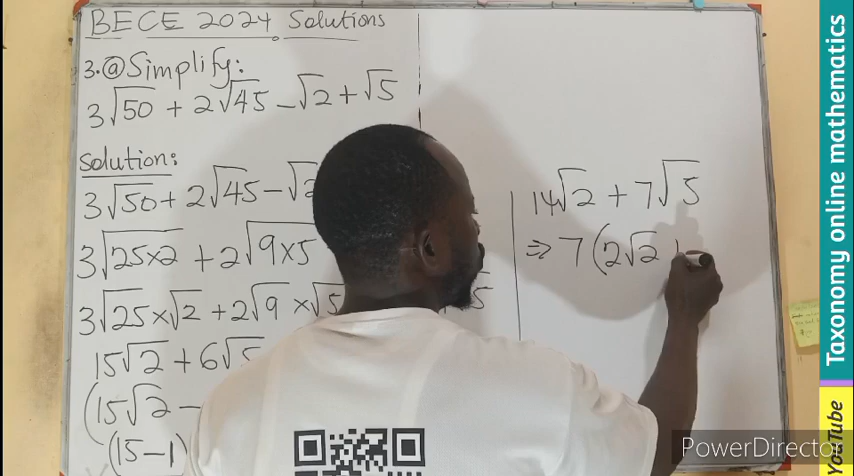 BECE 2024 Solutions
3.(a) Simplify:
3√50 + 2√45 - √2 + √5
Solution:
3√50 + 2√45 - √2
3√25×2 + 2√9×5
3√25 × √2 + 2√9 × √5 5
15√2 + 6√5
(15√2 -
(15-1)
14√2 + 7√5
⇒ 7(2√2
Taxonomy online mathematics
YouTube
PowerDirector